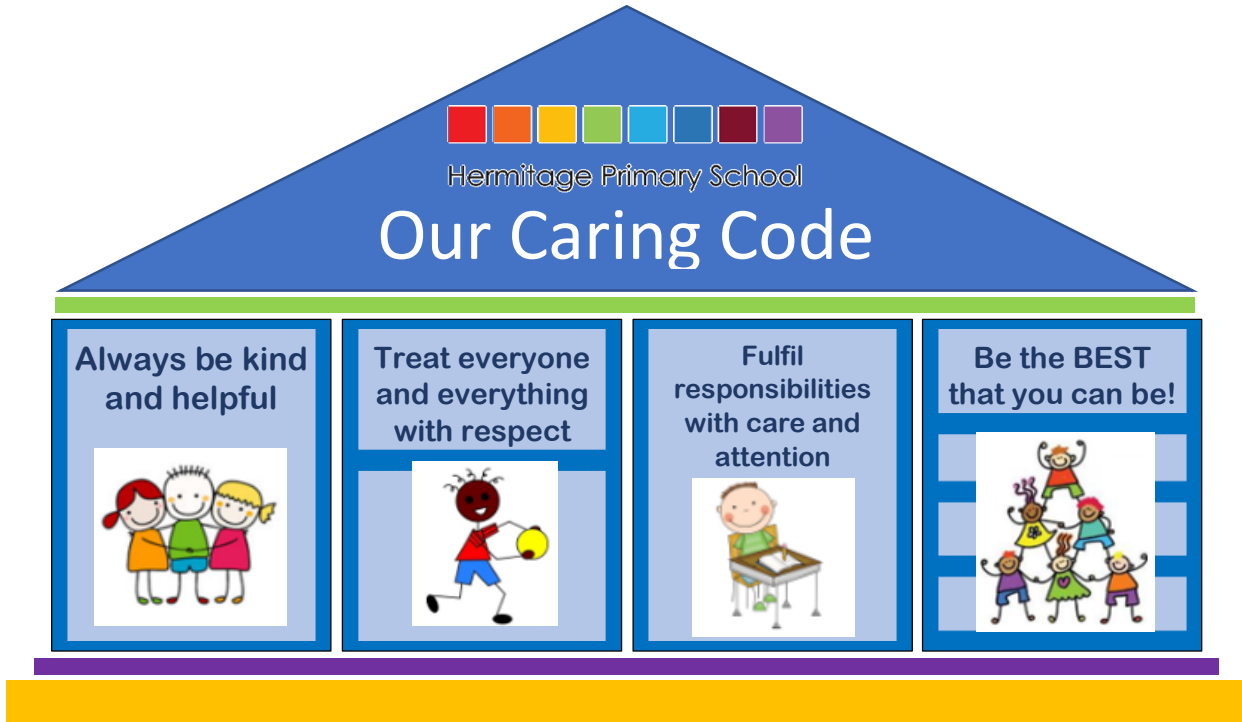 Hermitage Primary School
Our Caring Code
Always be kind
and helpful
Treat everyone
and everything
with respect
Fulfil
responsibilities
with care and
attention
Be the BEST
that you can be!